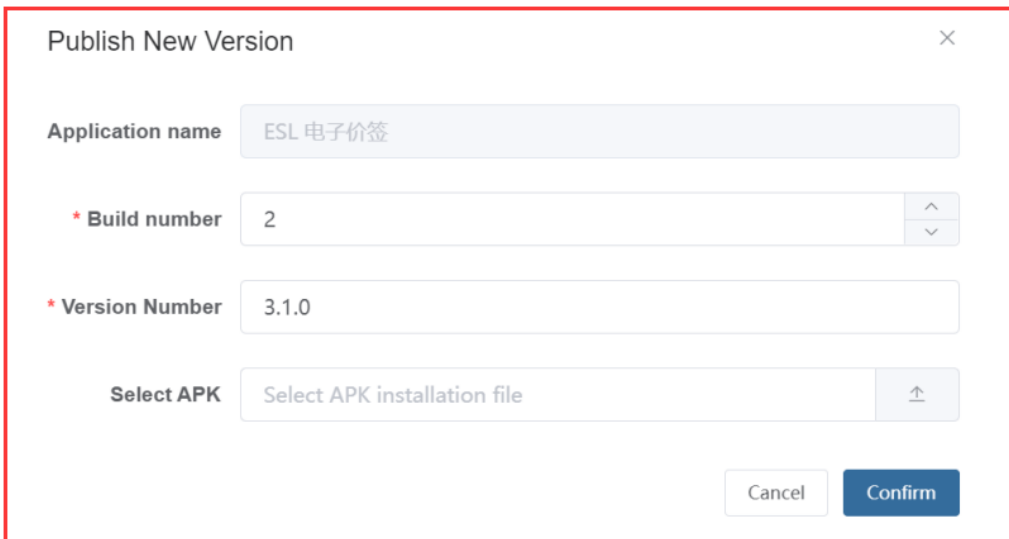 Publish New Version
Application name ESL 电子价签
* Build number 2
* Version Number 3.1.0
Select APK Select APK installation file
Cancel Confirm